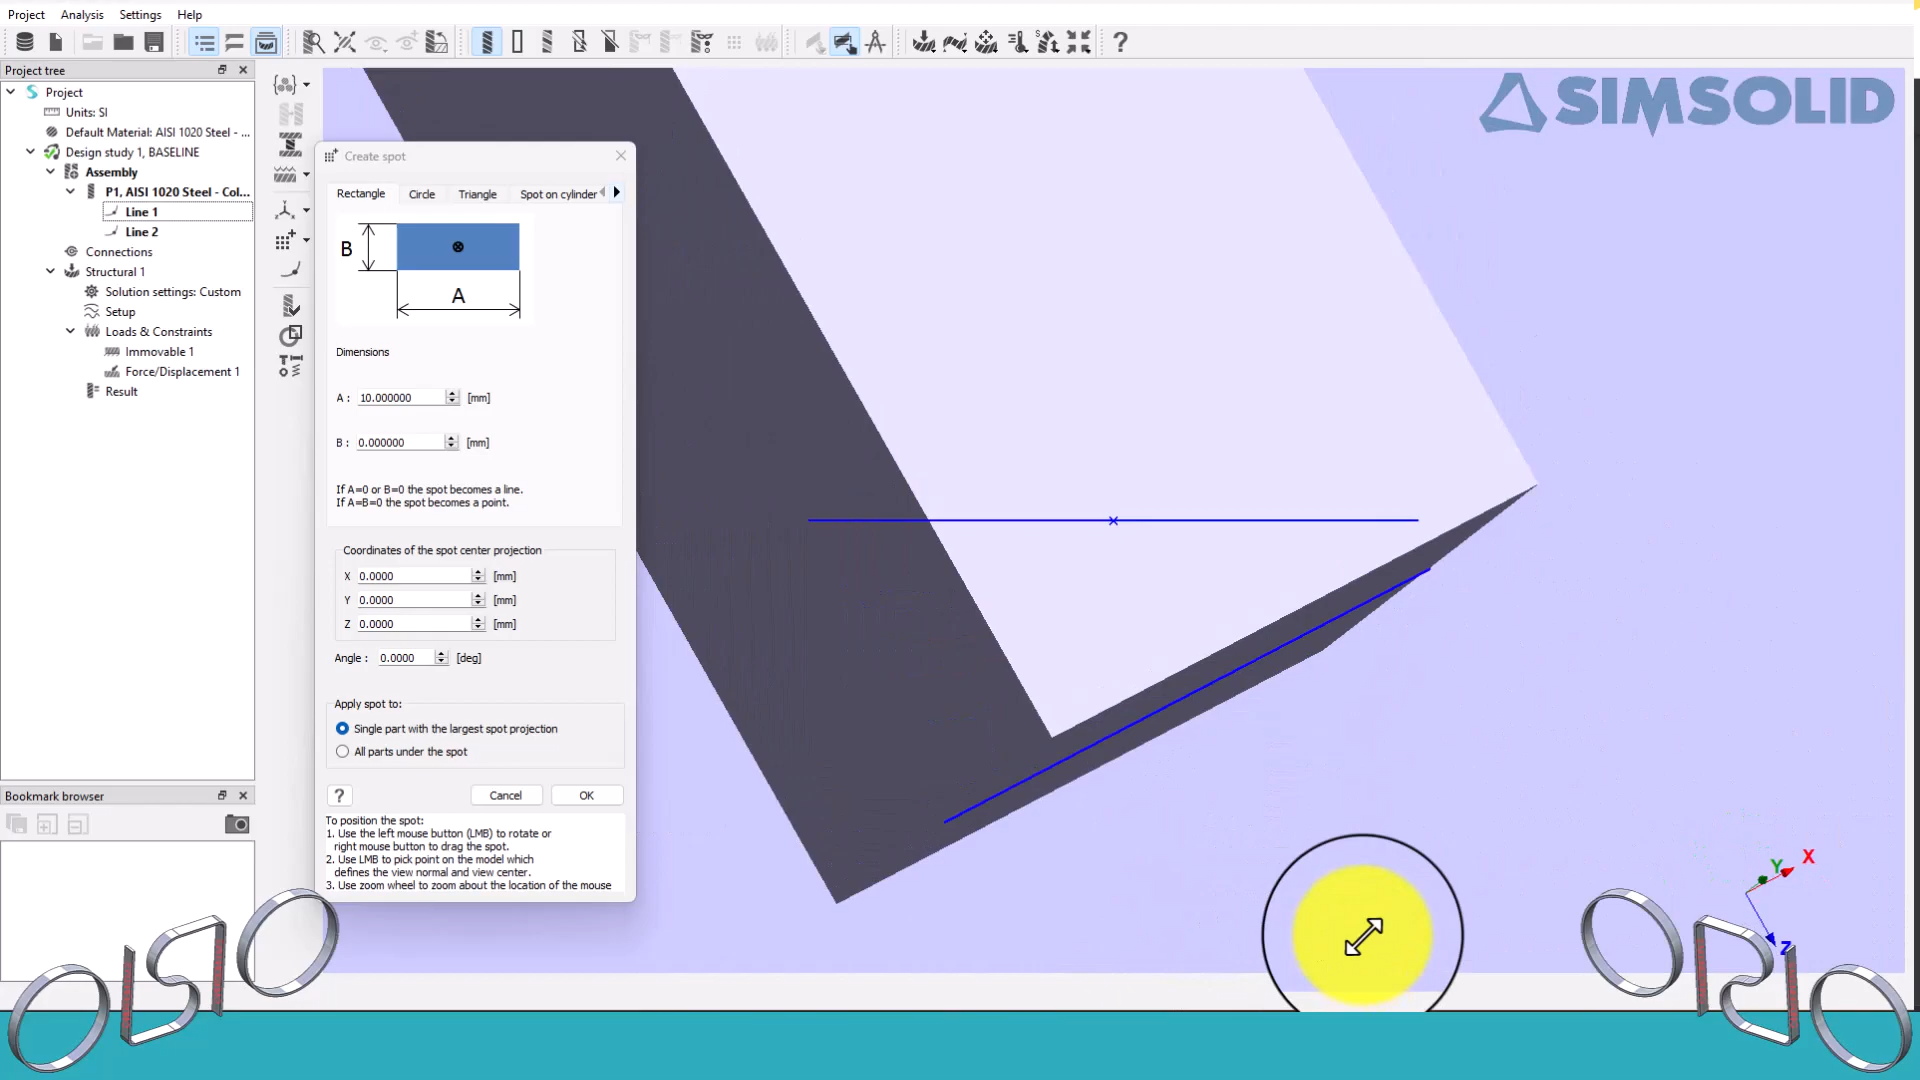 Project Analysis Settings Help
Project tree
Project
Units: SI
Default Material: AISI 1020 Steel - ...
Design study 1, BASELINE
Assembly
P1, AISI 1020 Steel - Col...
Line 1
Line 2
Connections
Structural 1
Solution settings: Custom
Setup
Loads & Constraints
Immovable 1
Force/Displacement 1
Result
Bookmark browser
Create spot
Rectangle Circle Triangle Spot on cylinder
B
A
Dimensions
A : 10.000000 [mm]
B : 0.000000 [mm]
If A=0 or B=0 the spot becomes a line.
If A=B=0 the spot becomes a point.
Coordinates of the spot center projection
X 0.0000 [mm]
Y 0.0000 [mm]
Z 0.0000 [mm]
Angle : 0.0000 [deg]
Apply spot to:
Single part with the largest spot projection
All parts under the spot
? Cancel OK
To position the spot:
1. Use the left mouse button (LMB) to rotate or
right mouse button to drag the spot.
2. Use LMB to pick point on the model which
defines the view normal and view center.
3. Use zoom wheel to zoom about the location of the mouse
SIMSOLID
Y X
Z